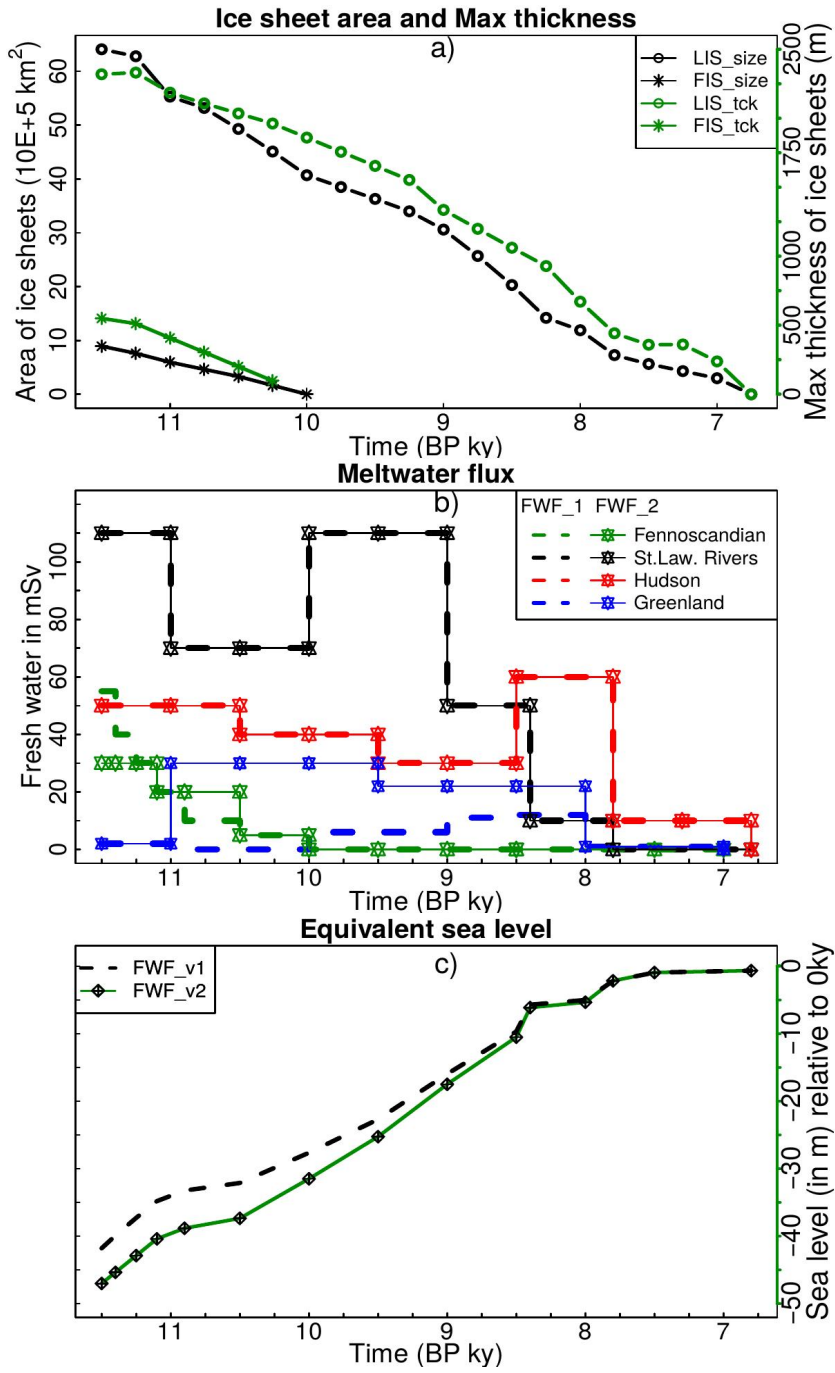 Ice sheet area and Max thickness
a)
LIS_size
FIS_size
LIS_tck
FIS_tck
Area of ice sheets (10E+5 km²)
0 10 20 30 40 50 60
Max thickness of ice sheets (m)
0 500 1000 1750 2500
11 10 9 8 7
Time (BP ky)
Meltwater flux
b)
FWF_1 FWF_2
Fennoscandian
St.Law. Rivers
Hudson
Greenland
Fresh water in mSv
0 20 40 60 80 100
11 10 9 8 7
Time (BP ky)
Equivalent sea level
c)
FWF_v1
FWF_v2
Sea level (in m) relative to 0ky
−50 −40 −30 −20 −10 0
11 10 9 8 7
Time (BP ky)